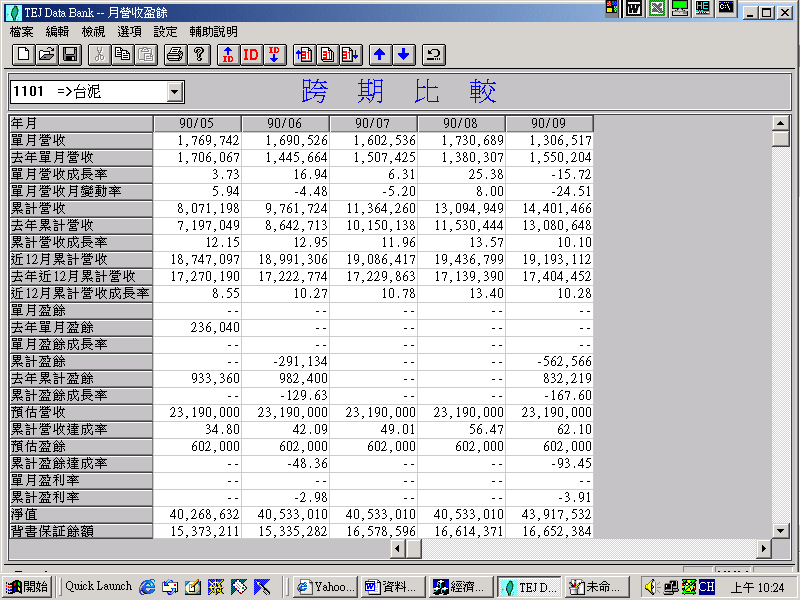 TEJ Data Bank -- 月營收盈餘
檔案 編輯 檢視 選項 設定 輔助說明
ID ID ID
1101 =>台泥 跨期比較
年月 90/05 90/06 90/07 90/08 90/09
單月營收 1,769,742 1,690,526 1,602,536 1,730,689 1,306,517
去年單月營收 1,706,067 1,445,664 1,507,425 1,380,307 1,550,204
單月營收成長率 3.73 16.94 6.31 25.38 -15.72
單月營收月變動率 5.94 -4.48 -5.20 8.00 -24.51
累計營收 8,071,198 9,761,724 11,364,260 13,094,949 14,401,466
去年累計營收 7,197,049 8,642,713 10,150,138 11,530,444 13,080,648
累計營收成長率 12.15 12.95 11.96 13.57 10.10
近12月累計營收 18,747,097 18,991,306 19,086,417 19,436,799 19,193,112
去年近12月累計營收 17,270,190 17,222,774 17,229,863 17,139,390 17,404,452
近12月累計營收成長率 8.55 10.27 10.78 13.40 10.28
單月盈餘 -- -- -- -- --
去年單月盈餘 236,040 -- -- -- --
單月盈餘成長率 -- -- -- -- --
累計盈餘 -- -291,134 -- -- -562,566
去年累計盈餘 933,360 982,400 -- -- 832,219
累計盈餘成長率 -- -129.63 -- -- -167.60
預估營收 23,190,000 23,190,000 23,190,000 23,190,000 23,190,000
累計營收達成率 34.80 42.09 49.01 56.47 62.10
預估盈餘 602,000 602,000 602,000 602,000 602,000
累計盈餘達成率 -- -48.36 -- -- -93.45
單月盈利率 -- -- -- -- --
累計盈利率 -- -2.98 -- -- -3.91
淨值 40,268,632 40,533,010 40,533,010 40,533,010 43,917,532
背書保証餘額 15,373,211 15,335,282 16,578,596 16,614,371 16,652,384
開始 Quick Launch Yahoo... 資料... 經濟... TEJ D... 未命... CH 上午 10:24